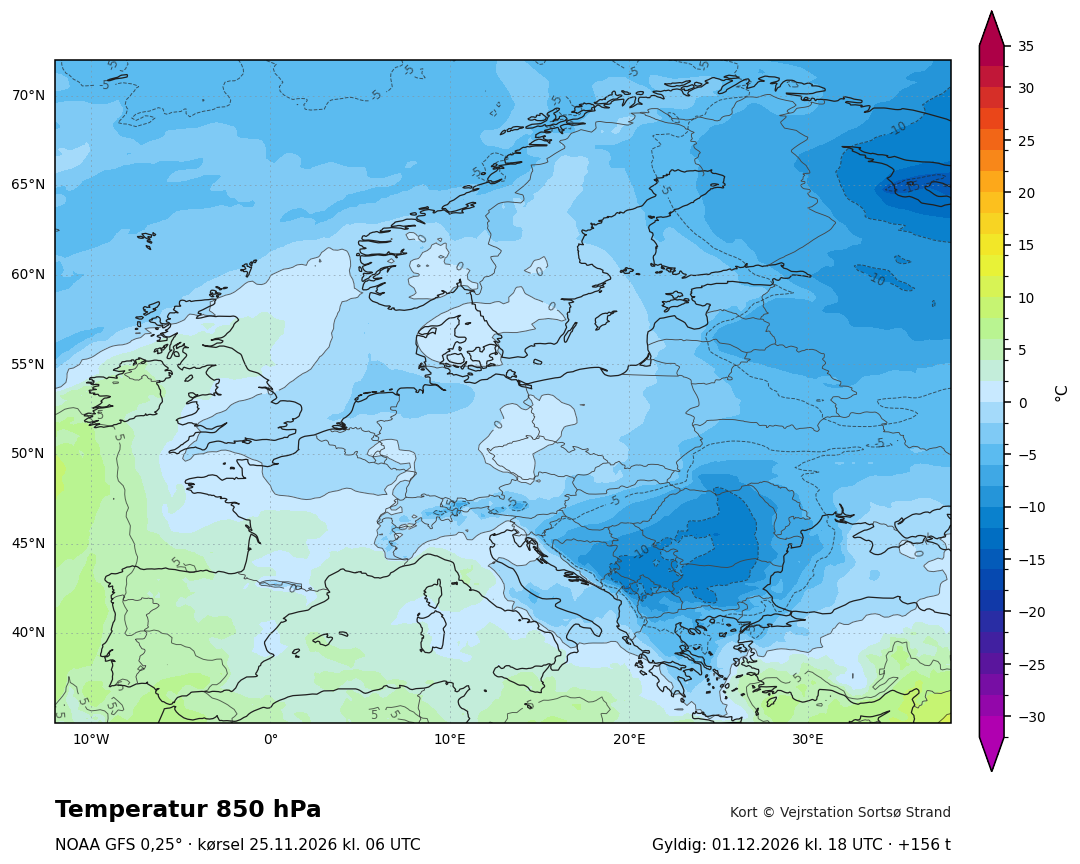 70°N
65°N
60°N
55°N
50°N
45°N
40°N
10°W
0°
10°E
20°E
30°E
35
30
25
20
15
10
5
0
−5
−10
−15
−20
−25
−30
°C
Temperatur 850 hPa
Kort © Vejrstation Sortsø Strand
NOAA GFS 0,25° · kørsel 25.11.2026 kl. 06 UTC
Gyldig: 01.12.2026 kl. 18 UTC · +156 t